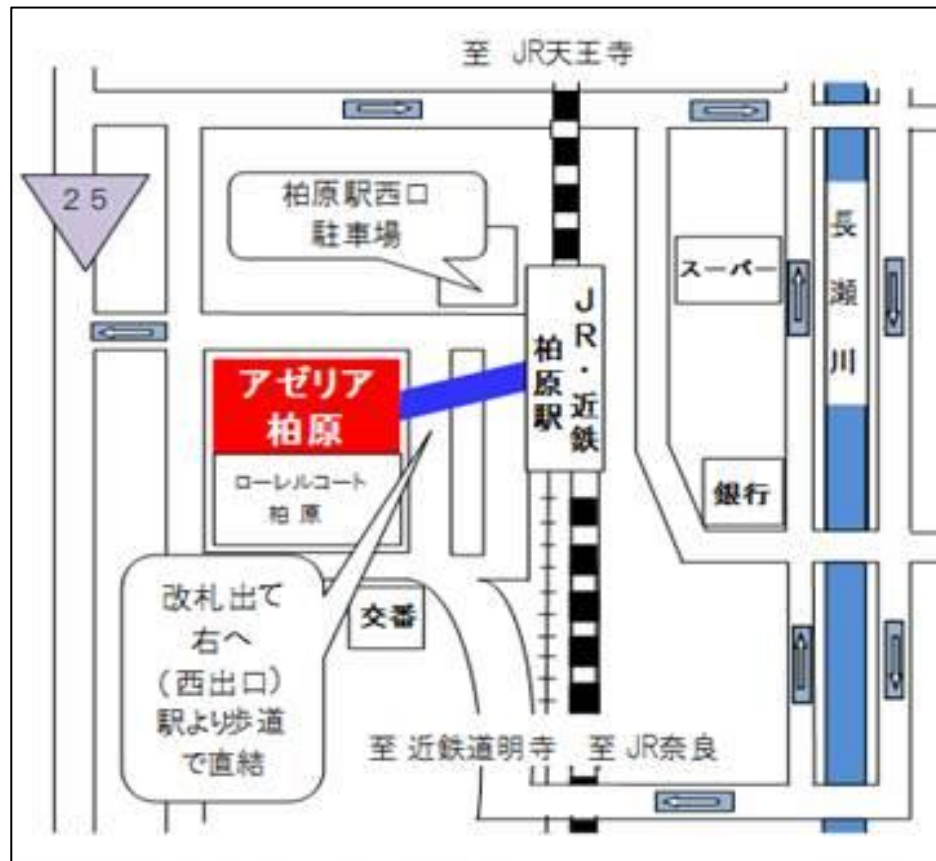 至 JR天王寺
25
柏原駅西口
駐車場
スーパー
長瀬川
JR・近鉄
柏原駅
アゼリア
柏原
ローレルコート
柏原
銀行
改札出て
右へ
（西出口）
駅より歩道
で直結
交番
至 近鉄道明寺
至 JR奈良